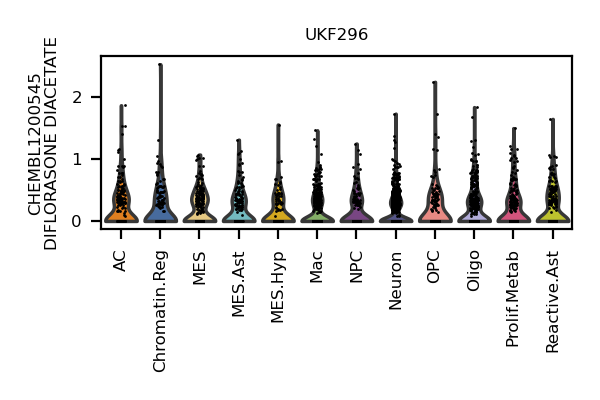 UKF296
CHEMBL1200545
DIFLORASONE DIACETATE
2
1
0
AC
Chromatin.Reg
MES
MES.Ast
MES.Hyp
Mac
NPC
Neuron
OPC
Oligo
Prolif.Metab
Reactive.Ast